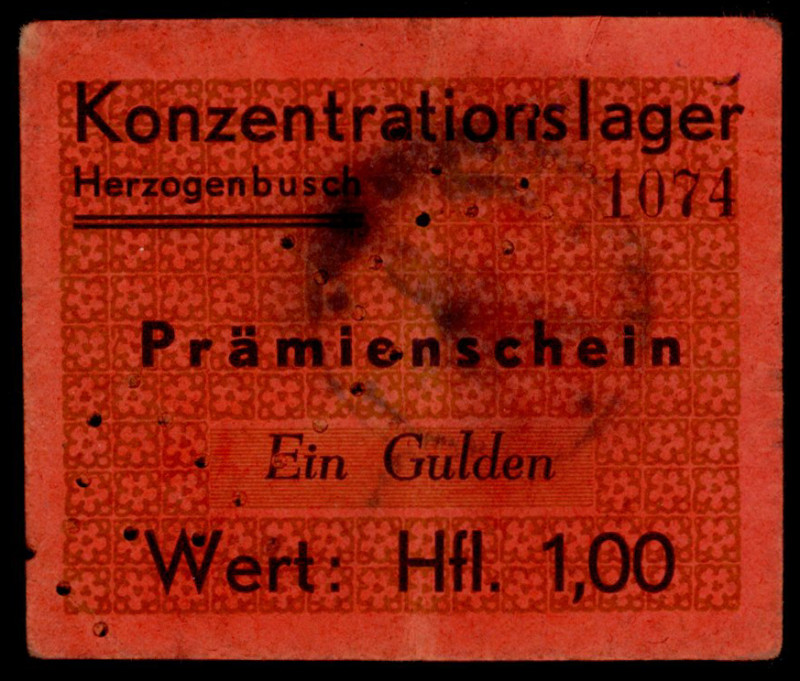 Konzentrationslager
Herzogenbusch
1074
Prämienschein
Ein Gulden
Wert: Hfl. 1,00